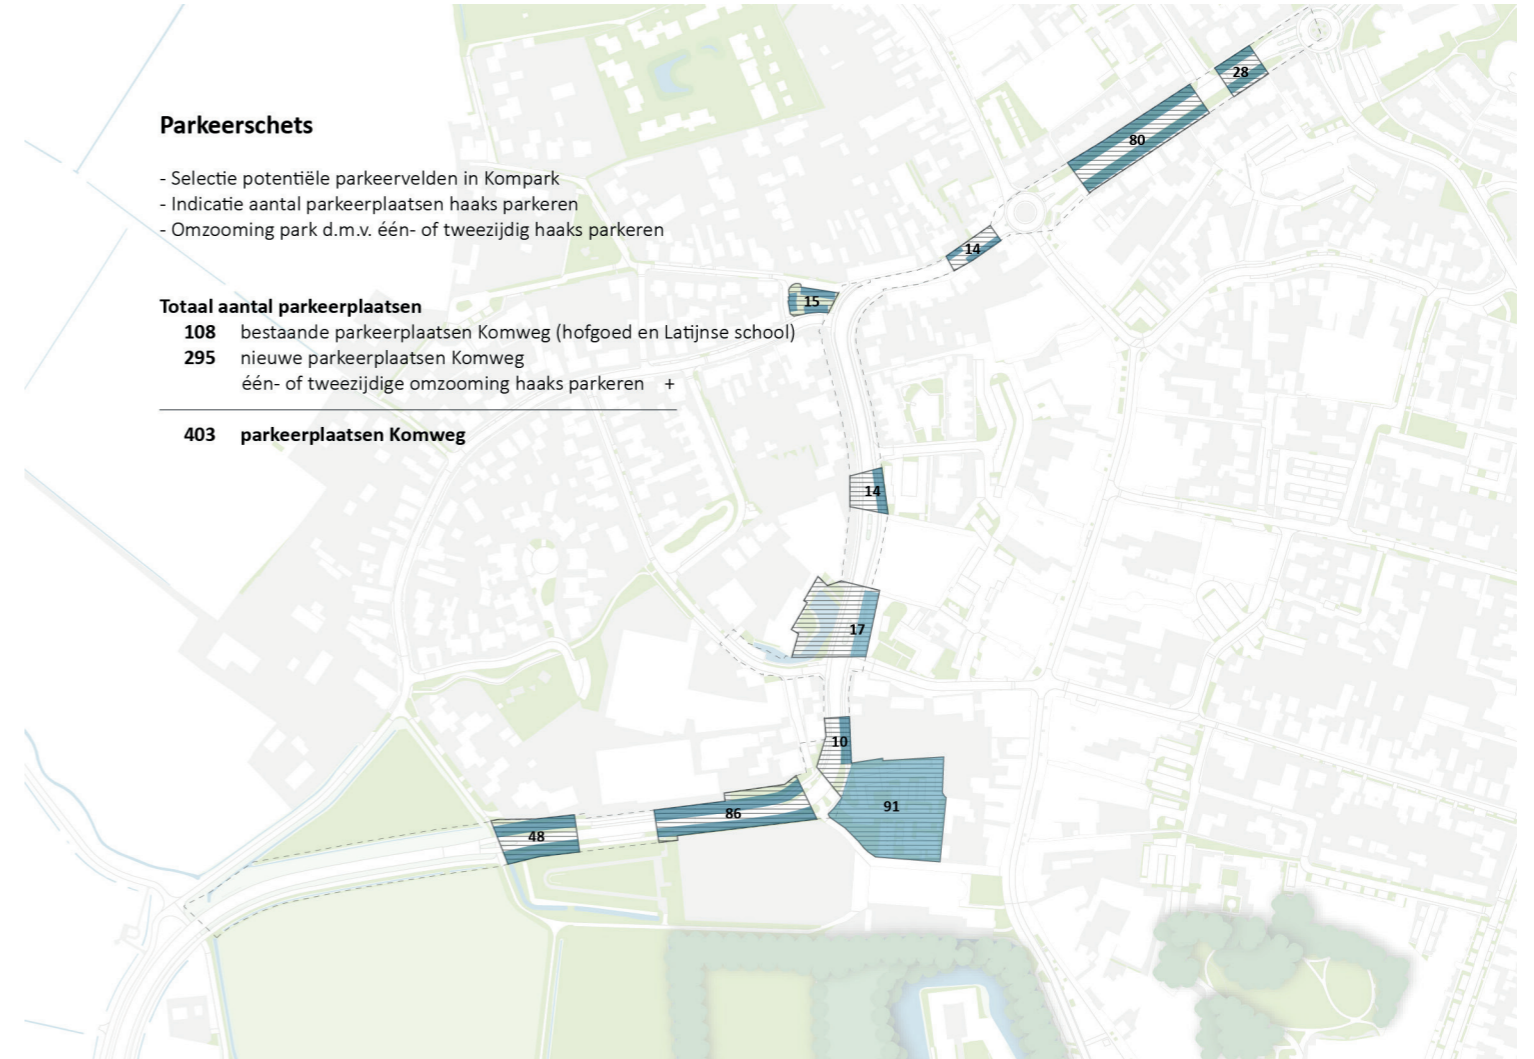 Parkeerschets
- Selectie potentiële parkeervelden in Kompark
- Indicatie aantal parkeerplaatsen haaks parkeren
- Omzooming park d.m.v. één- of tweezijdig haaks parkeren
Totaal aantal parkeerplaatsen
108 bestaande parkeerplaatsen Komweg (hofgoed en Latijnse school)
295 nieuwe parkeerplaatsen Komweg
één- of tweezijdige omzooming haaks parkeren +
403 parkeerplaatsen Komweg
28
80
14
15
14
17
10
91
86
48